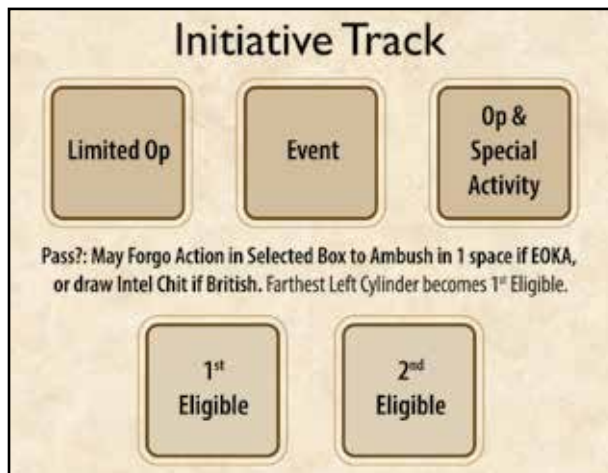 Initiative Track
Limited Op
Event
Op &
Special
Activity
Pass?: May Forgo Action in Selected Box to Ambush in 1 space if EOKA,
or draw Intel Chit if British. Farthest Left Cylinder becomes 1st Eligible.
1st
Eligible
2nd
Eligible